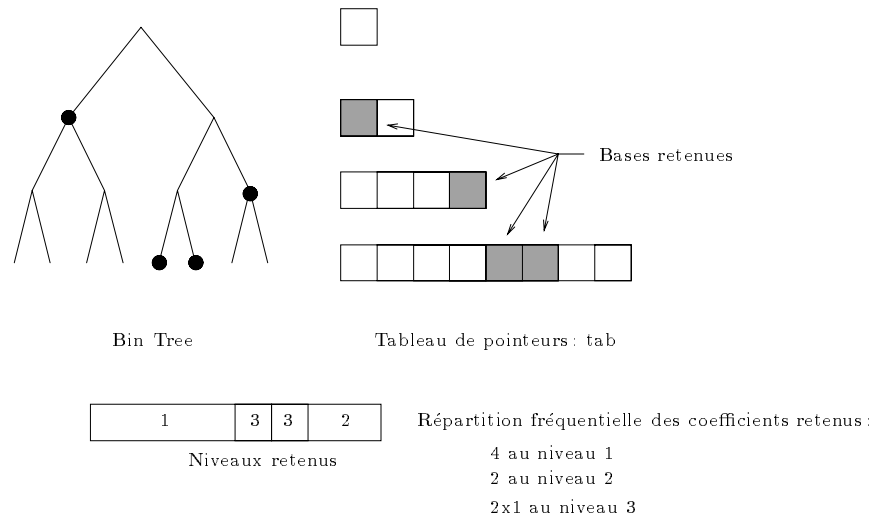 Bases retenues
Bin Tree
Tableau de pointeurs : tab
1 3 3 2
Répartition fréquentielle des coefficients retenus :
Niveaux retenus
4 au niveau 1
2 au niveau 2
2x1 au niveau 3